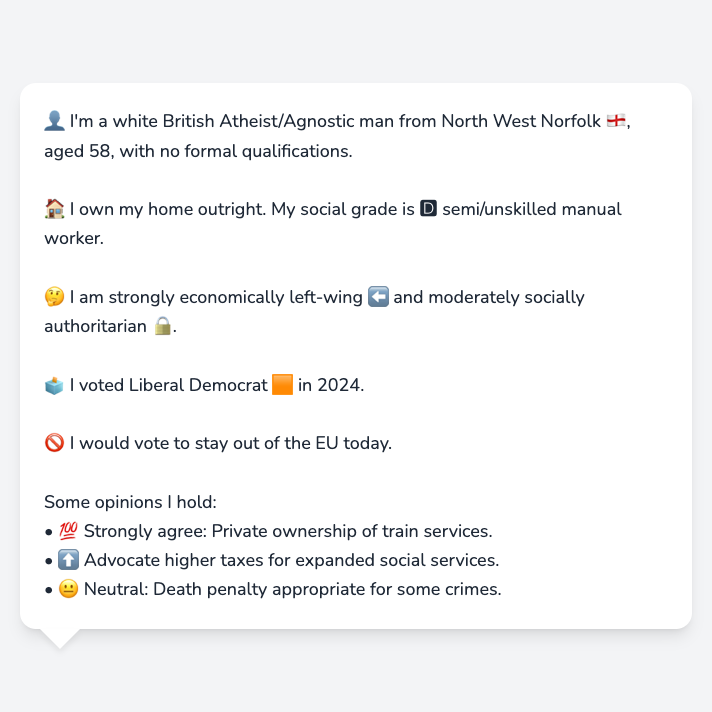 👤 I'm a white British Atheist/Agnostic man from North West Norfolk 🏴󠁧󠁢󠁥󠁮󠁧󠁿,
aged 58, with no formal qualifications.
🏠 I own my home outright. My social grade is 🅳 semi/unskilled manual
worker.
🤔 I am strongly economically left-wing ⬅️ and moderately socially
authoritarian 🔒.
🗳️ I voted Liberal Democrat 🟧 in 2024.
🚫 I would vote to stay out of the EU today.
Some opinions I hold:
• 💯 Strongly agree: Private ownership of train services.
• ⬆️ Advocate higher taxes for expanded social services.
• 😐 Neutral: Death penalty appropriate for some crimes.